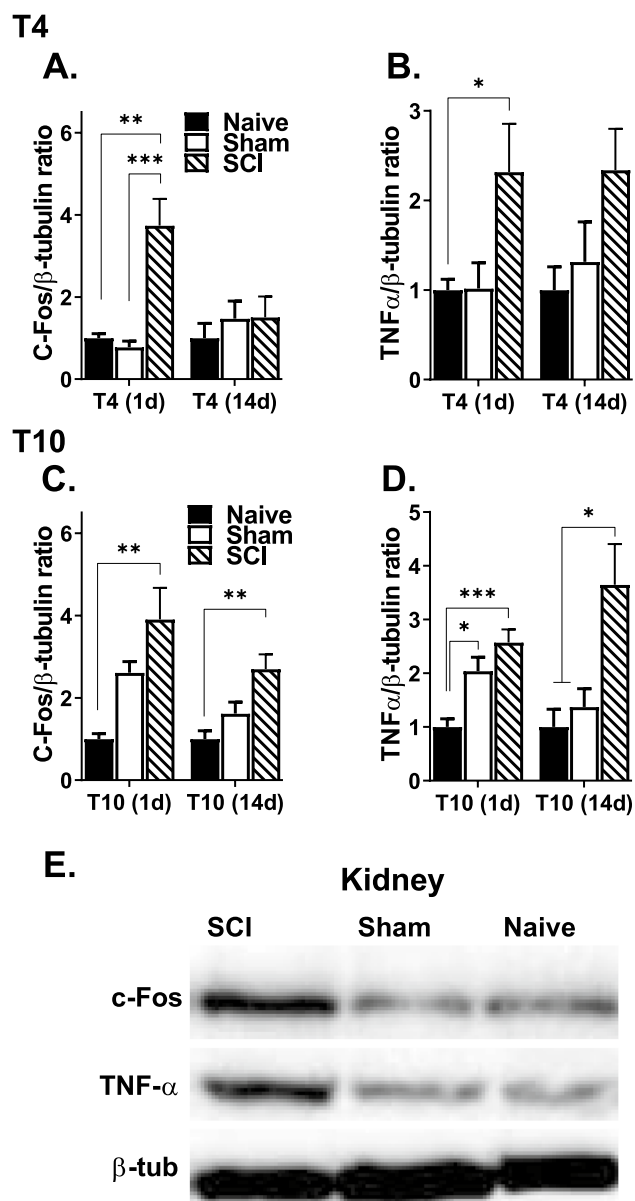 T4
A.
C-Fos/β-tubulin ratio
6
4
2
0
**
***
Naive
Sham
SCI
T4 (1d) T4 (14d)
B.
TNFα/β-tubulin ratio
3
2
1
0
*
T4 (1d) T4 (14d)
T10
C.
C-Fos/β-tubulin ratio
6
4
2
0
**
**
Naive
Sham
SCI
T10 (1d) T10 (14d)
D.
TNFα/β-tubulin ratio
5
4
3
2
1
0
***
*
*
T10 (1d) T10 (14d)
E.
Kidney
SCI Sham Naive
c-Fos
TNF-α
β-tub